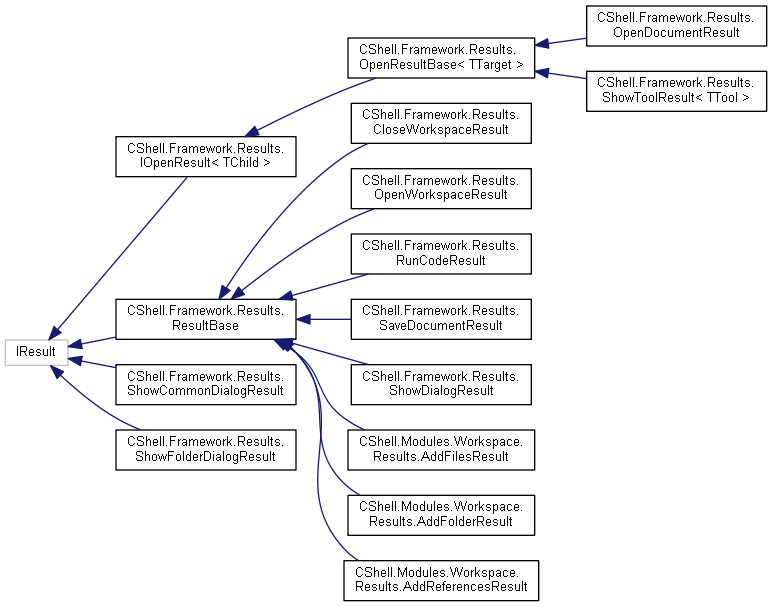 CShell.Framework.Results.
OpenDocumentResult
CShell.Framework.Results.
OpenResultBase< TTarget >
CShell.Framework.Results.
ShowToolResult< TTool >
CShell.Framework.Results.
CloseWorkspaceResult
CShell.Framework.Results.
IOpenResult< TChild >
CShell.Framework.Results.
OpenWorkspaceResult
CShell.Framework.Results.
RunCodeResult
CShell.Framework.Results.
ResultBase
CShell.Framework.Results.
SaveDocumentResult
IResult
CShell.Framework.Results.
ShowCommonDialogResult
CShell.Framework.Results.
ShowDialogResult
CShell.Framework.Results.
ShowFolderDialogResult
CShell.Modules.Workspace.
Results.AddFilesResult
CShell.Modules.Workspace.
Results.AddFolderResult
CShell.Modules.Workspace.
Results.AddReferencesResult